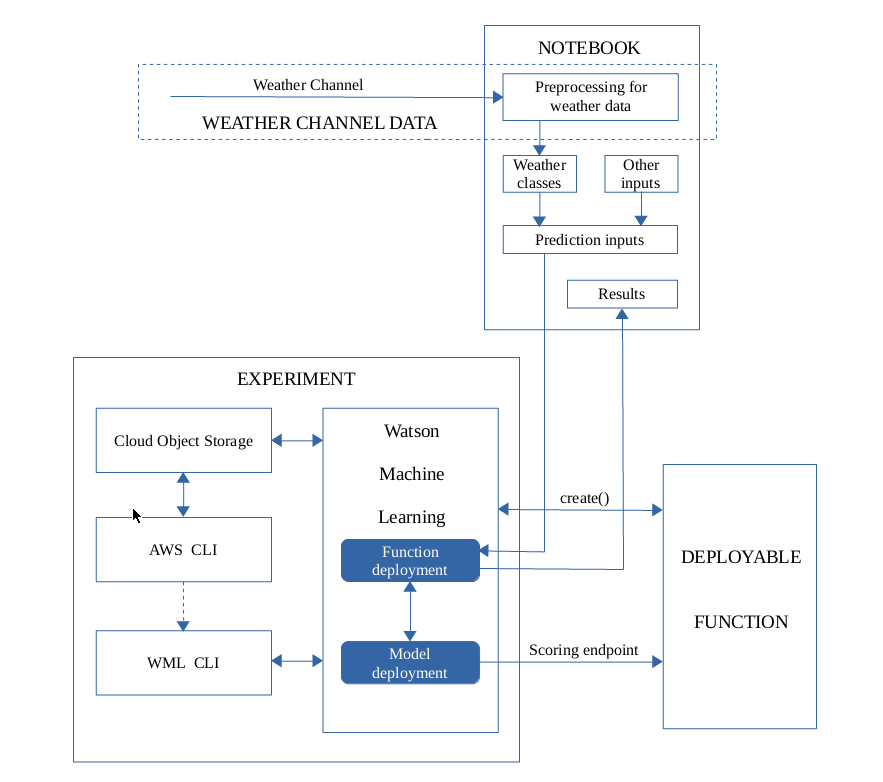 NOTEBOOK
Weather Channel
Preprocessing for
weather data
WEATHER CHANNEL DATA
Weather
classes
Other
inputs
Prediction inputs
Results
EXPERIMENT
Cloud Object Storage
AWS CLI
WML CLI
Watson
Machine
Learning
Function
deployment
Model
deployment
create()
Scoring endpoint
DEPLOYABLE
FUNCTION